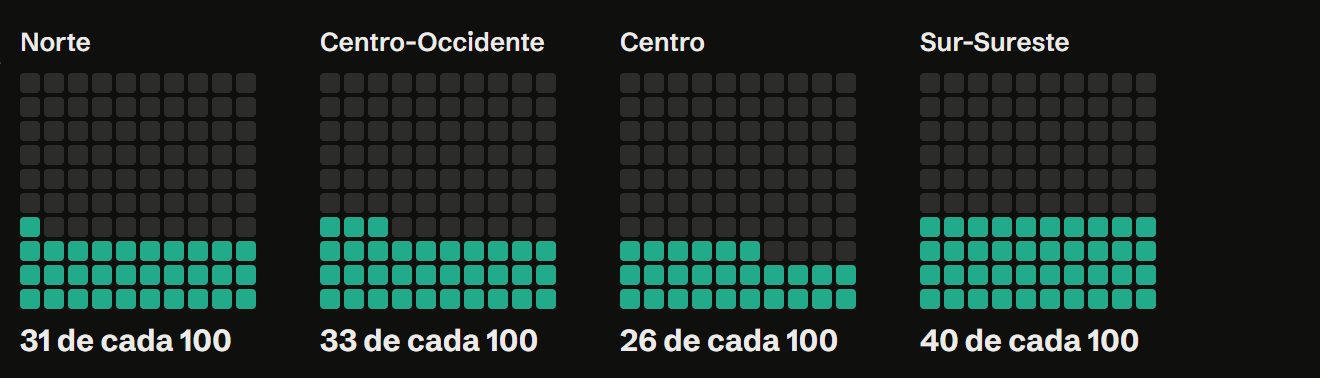 Norte
Centro-Occidente
Centro
Sur-Sureste
31 de cada 100
33 de cada 100
26 de cada 100
40 de cada 100